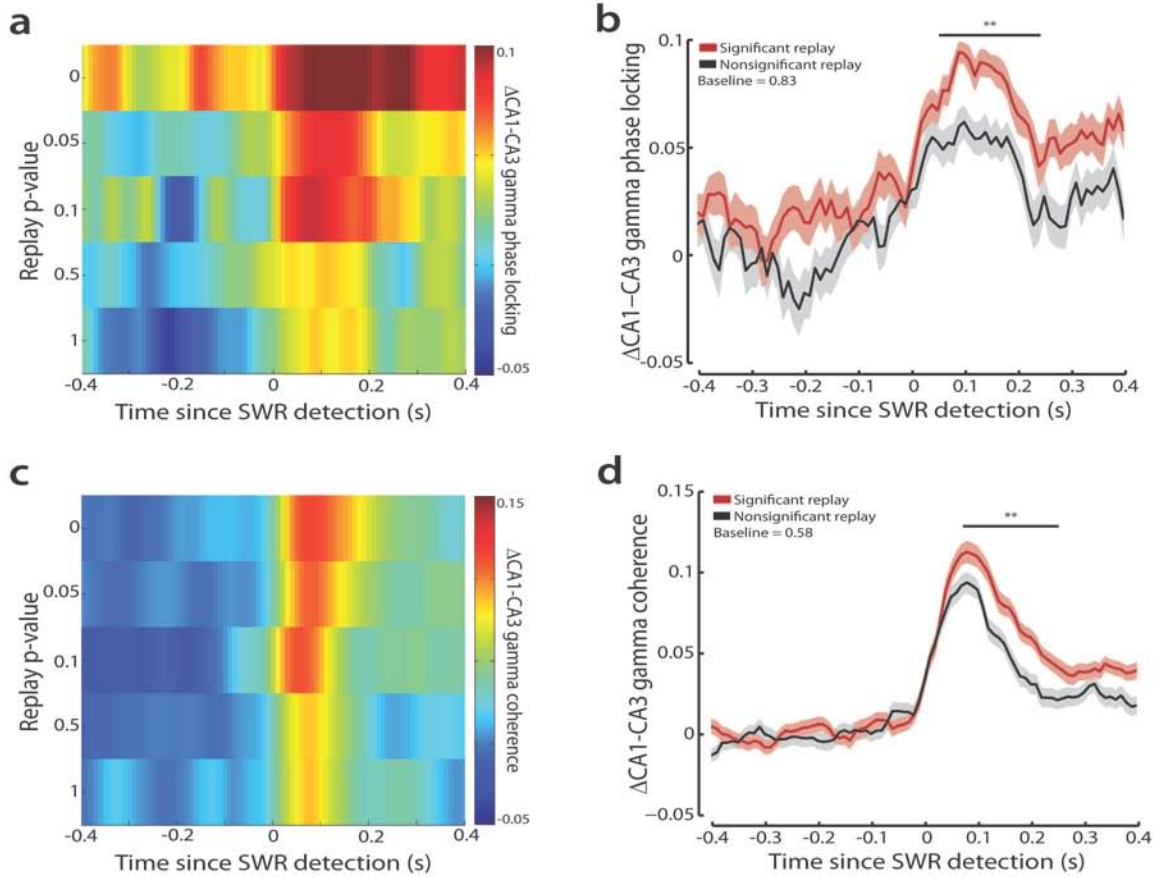 a
Replay p-value
0
0.05
0.1
0.5
1
-0.4
-0.2
0
0.2
0.4
Time since SWR detection (s)
0.1
-0.05
ΔCA1-CA3 gamma phase locking
b
**
Significant replay
Nonsignificant replay
Baseline = 0.83
ΔCA1–CA3 gamma phase locking
0.1
0.05
0
-0.05
-0.4 -0.3 -0.2 -0.1 0 0.1 0.2 0.3 0.4
Time since SWR detection (s)
c
Replay p-value
0
0.05
0.1
0.5
1
-0.4
-0.2
0
0.2
0.4
Time since SWR detection (s)
0.15
-0.05
ΔCA1-CA3 gamma coherence
d
**
Significant replay
Nonsignificant replay
Baseline = 0.58
ΔCA1-CA3 gamma coherence
0.15
0.1
0.05
0
−0.05
-0.4 -0.3 -0.2 -0.1 0 0.1 0.2 0.3 0.4
Time since SWR detection (s)